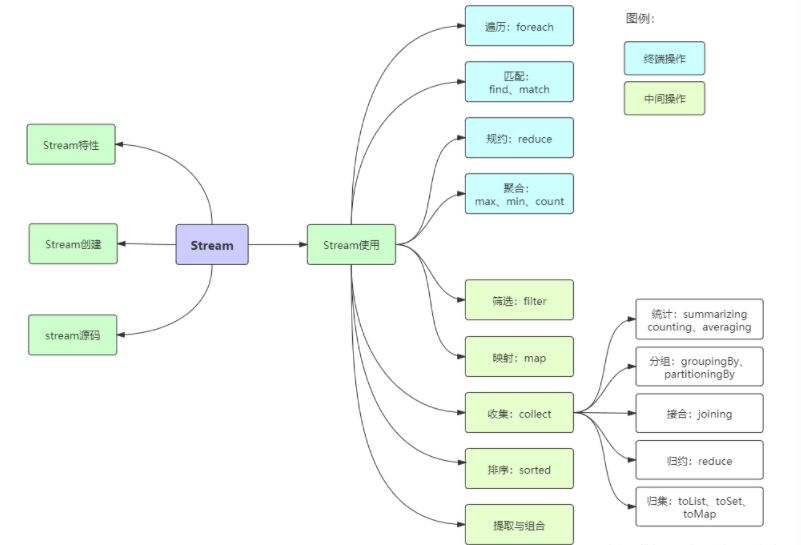 遍历：foreach
图例：
终端操作
匹配：
find、match
中间操作
规约：reduce
Stream特性
聚合：
max、min、count
Stream创建
Stream
Stream使用
筛选：filter
统计：summarizing
counting、averaging
stream源码
映射：map
分组：groupingBy、
partitioningBy
收集：collect
接合：joining
排序：sorted
归约：reduce
归集：toList、toSet、
toMap
提取与组合